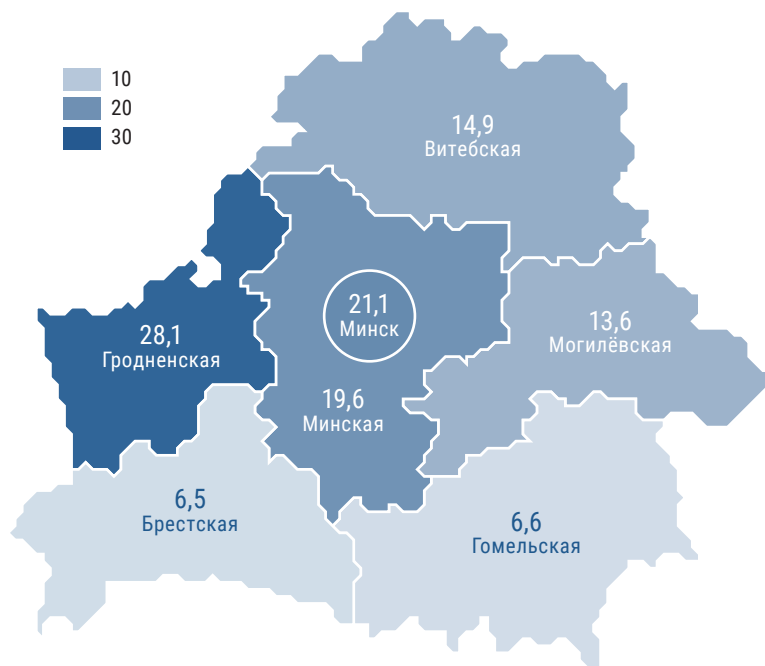 10
20
30
14,9
Витебская
21,1
Минск
28,1
Гродненская
13,6
Могилёвская
19,6
Минская
6,5
Брестская
6,6
Гомельская